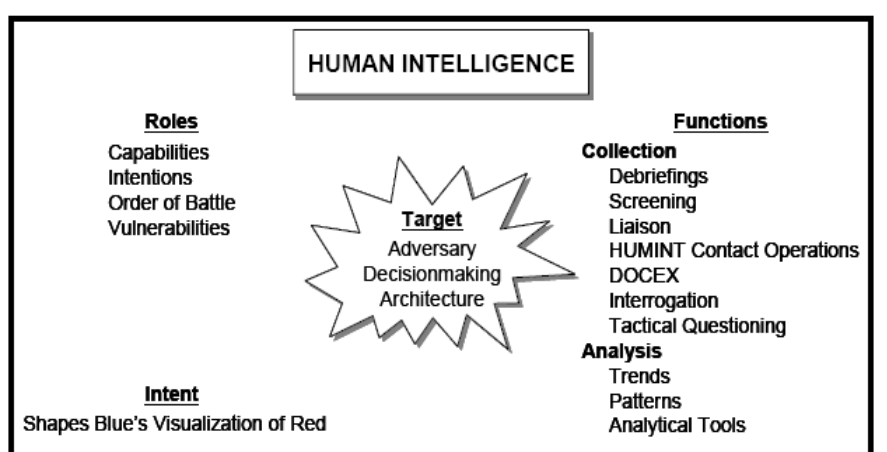 HUMAN INTELLIGENCE
Roles
Capabilities
Intentions
Order of Battle
Vulnerabilities
Target
Adversary
Decisionmaking
Architecture
Functions
Collection
Debriefings
Screening
Liaison
HUMINT Contact Operations
DOCEX
Interrogation
Tactical Questioning
Analysis
Trends
Patterns
Analytical Tools
Intent
Shapes Blue's Visualization of Red